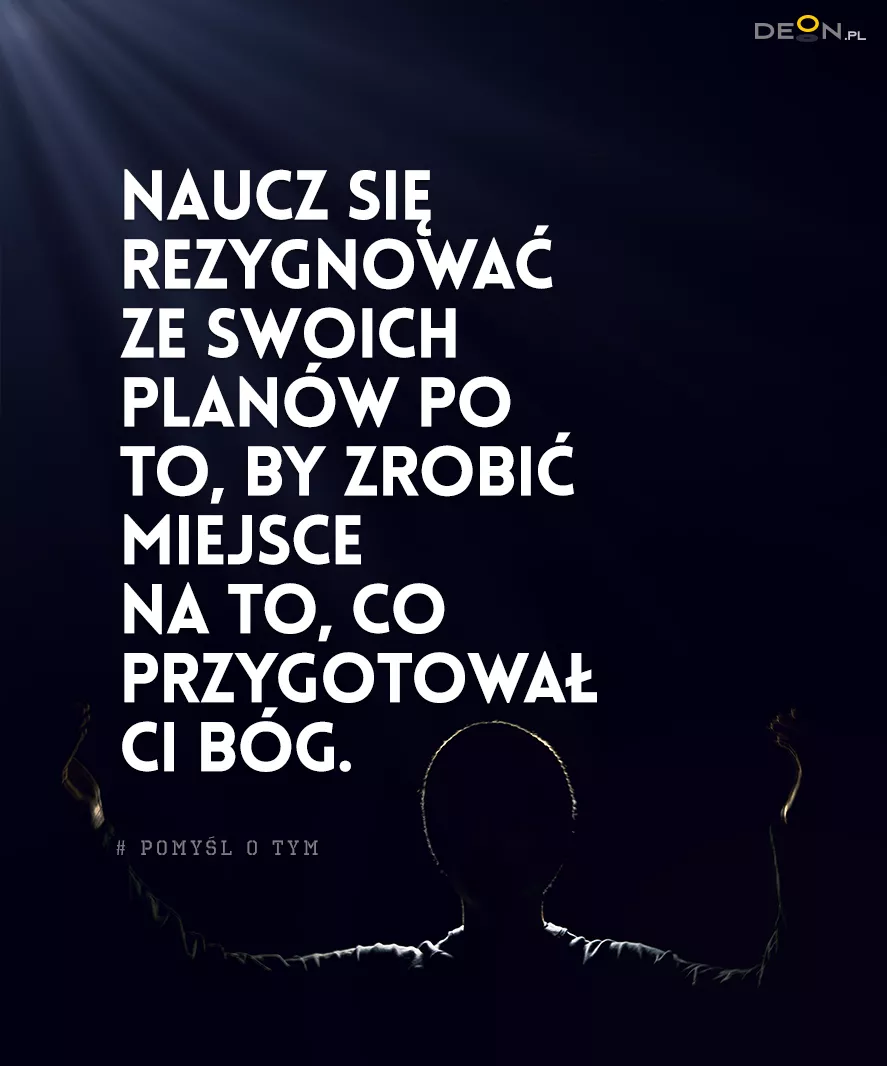 DEON.PL
NAUCZ SIĘ
REZYGNOWAĆ
ZE SWOICH
PLANÓW PO
TO, BY ZROBIĆ
MIEJSCE
NA TO, CO
PRZYGOTOWAŁ
CI BÓG.
# POMYŚL O TYM